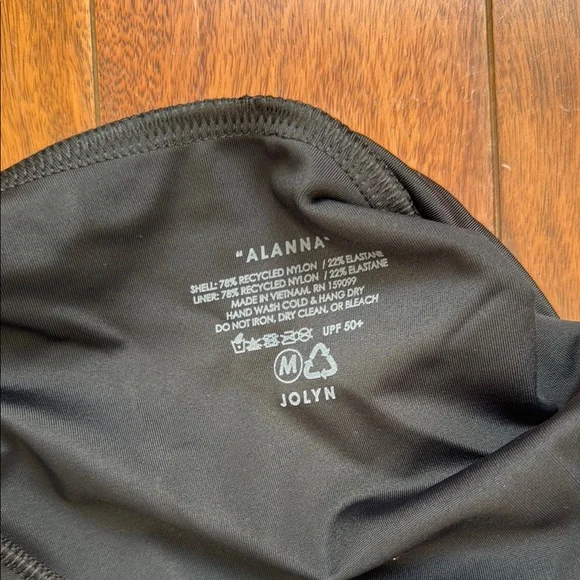 "ALANNA"
SHELL: 78% RECYCLED NYLON / 22% ELASTANE
LINER: 78% RECYCLED NYLON / 22% ELASTANE
MADE IN VIETNAM, RN 159099
HAND WASH COLD & HANG DRY
DO NOT IRON, DRY CLEAN, OR BLEACH
UPF 50+
M
JOLYN